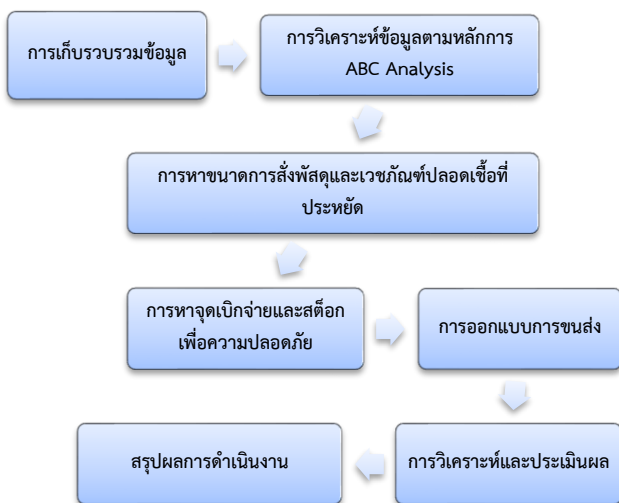 การเก็บรวบรวมข้อมูล
การวิเคราะห์ข้อมูลตามหลักการ
ABC Analysis
การหาขนาดการสั่งพัสดุและเวชภัณฑ์ปลอดเชื้อที่
ประหยัด
การหาจุดเบิกจ่ายและสต็อก
เพื่อความปลอดภัย
การออกแบบการขนส่ง
สรุปผลการดำเนินงาน
การวิเคราะห์และประเมินผล